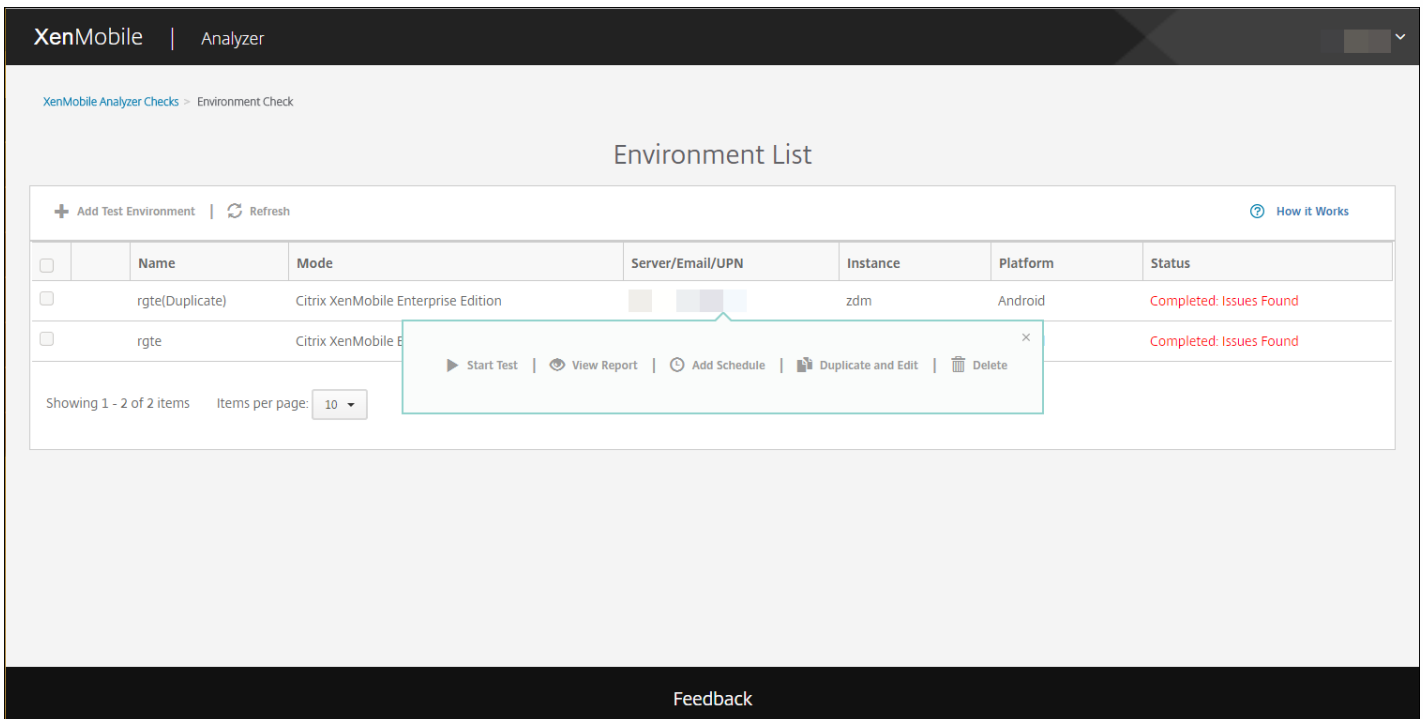 XenMobile | Analyzer
XenMobile Analyzer Checks > Environment Check
Environment List
Add Test Environment | Refresh
How it Works
Name Mode Server/Email/UPN Instance Platform Status
rgte(Duplicate) Citrix XenMobile Enterprise Edition zdm Android Completed: Issues Found
rgte Citrix XenMobile E Completed: Issues Found
Start Test | View Report | Add Schedule | Duplicate and Edit | Delete
Showing 1 - 2 of 2 items Items per page: 10
Feedback